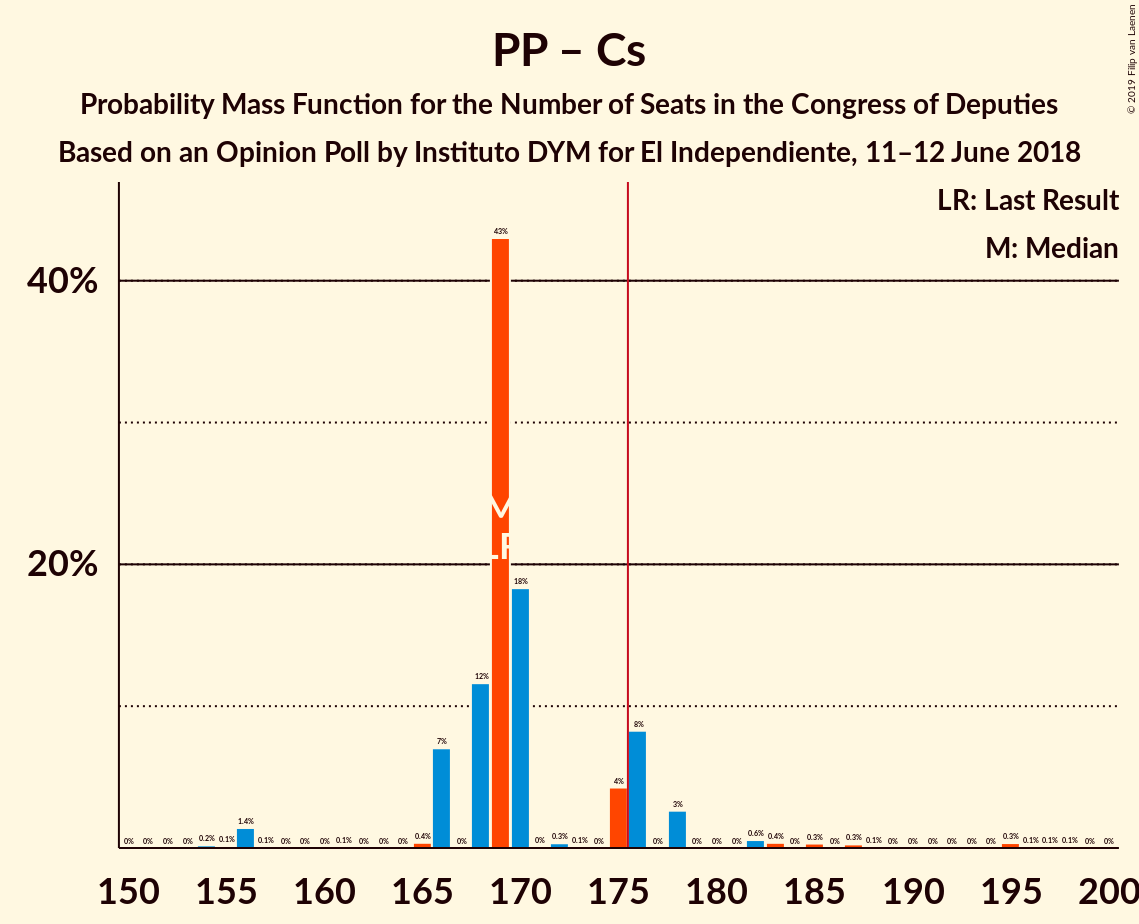 PP – Cs
Probability Mass Function for the Number of Seats in the Congress of Deputies
Based on an Opinion Poll by Instituto DYM for El Independiente, 11–12 June 2018
© 2019 Filip van Laenen
LR: Last Result
M: Median
40%
20%
0% 0% 0% 0% 0.2% 0.1% 1.4% 0.1% 0% 0% 0% 0.1% 0% 0% 0% 0.4% 7% 0% 12% 43% 18% 0% 0.3% 0.1% 0% 4% 8% 0% 3% 0% 0% 0% 0.6% 0.4% 0% 0.3% 0% 0.3% 0.1% 0% 0% 0% 0% 0% 0% 0.3% 0.1% 0.1% 0.1% 0% 0%
M
LR
150 155 160 165 170 175 180 185 190 195 200